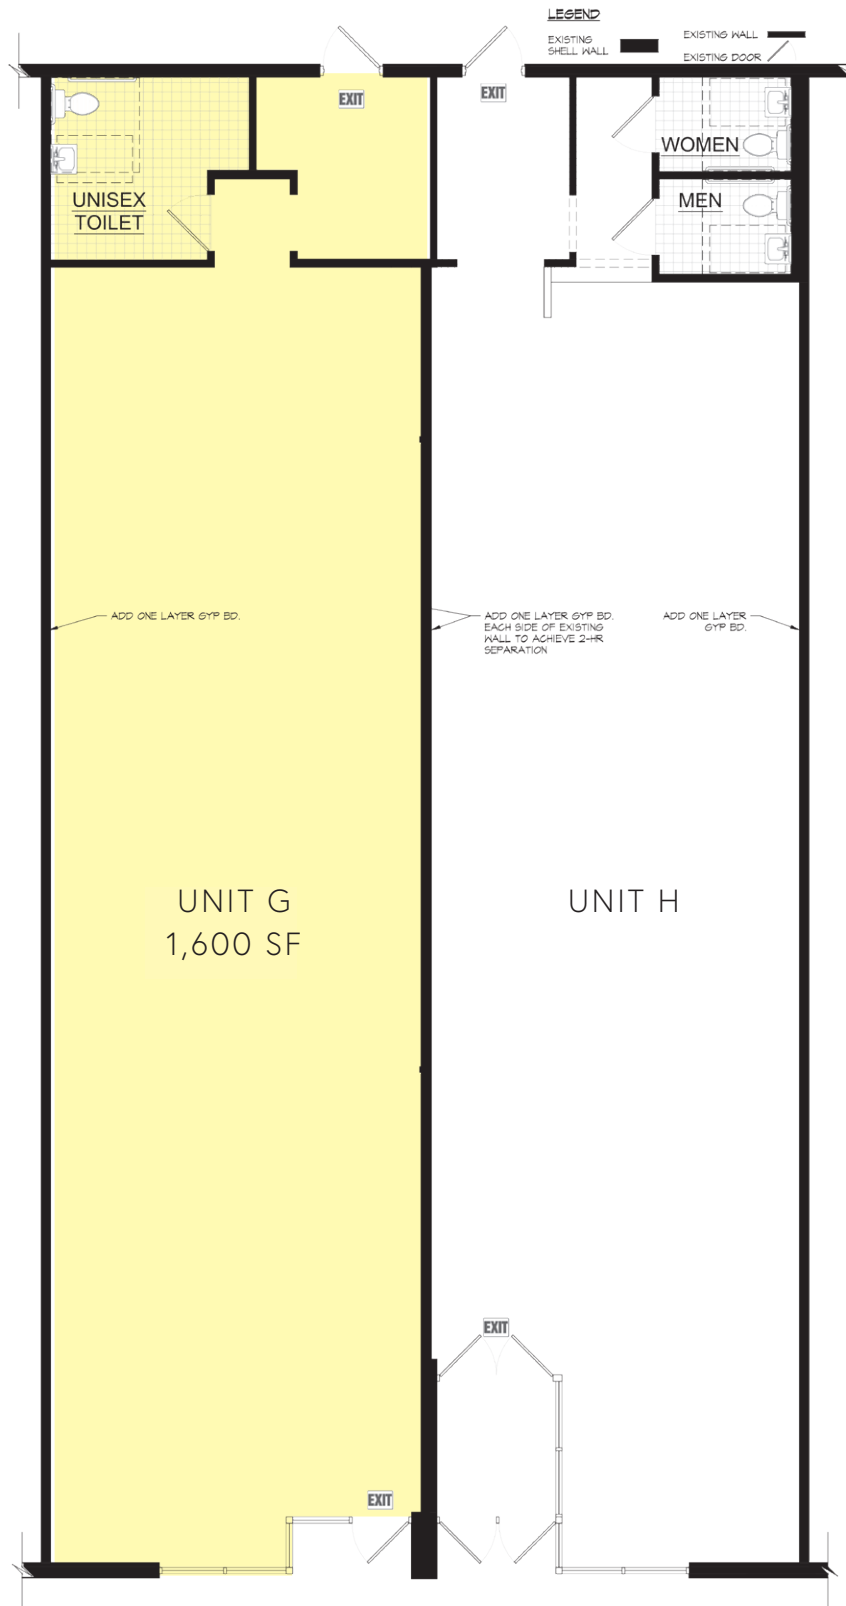 LEGEND
EXISTING
SHELL WALL
EXISTING WALL
EXISTING DOOR
EXIT
EXIT
WOMEN
MEN
UNISEX
TOILET
ADD ONE LAYER GYP BD.
ADD ONE LAYER GYP BD.
EACH SIDE OF EXISTING
WALL TO ACHIEVE 2-HR
SEPARATION
ADD ONE LAYER
GYP BD.
UNIT G
1,600 SF
UNIT H
EXIT
EXIT